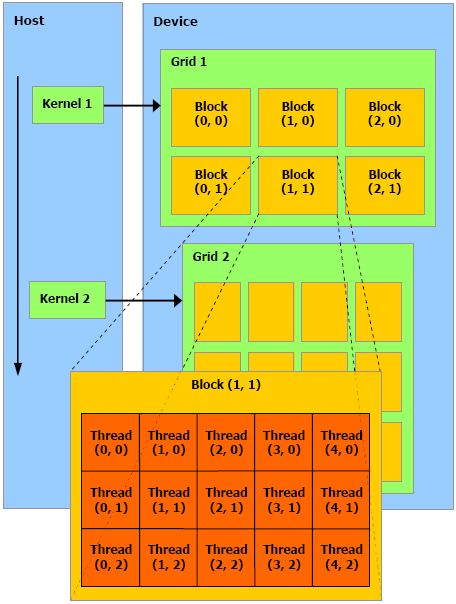 Host
Device
Grid 1
Kernel 1
Block
(0, 0)
Block
(1, 0)
Block
(2, 0)
Block
(0, 1)
Block
(1, 1)
Block
(2, 1)
Grid 2
Kernel 2
Block (1, 1)
Thread
(0, 0)
Thread
(1, 0)
Thread
(2, 0)
Thread
(3, 0)
Thread
(4, 0)
Thread
(0, 1)
Thread
(1, 1)
Thread
(2, 1)
Thread
(3, 1)
Thread
(4, 1)
Thread
(0, 2)
Thread
(1, 2)
Thread
(2, 2)
Thread
(3, 2)
Thread
(4, 2)